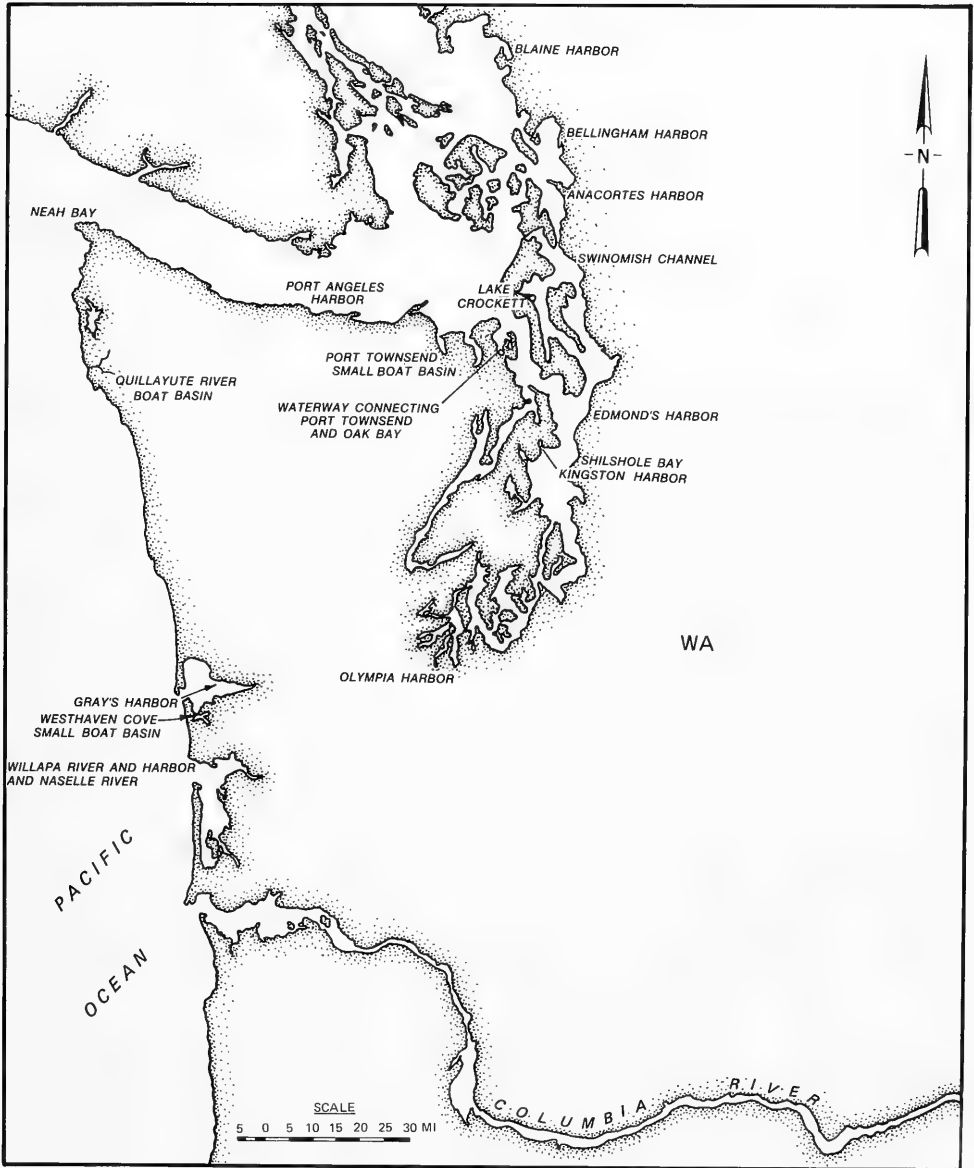 BLAINE HARBOR
BELLINGHAM HARBOR
-N-
ANACORTES HARBOR
NEAH BAY
SWINOMISH CHANNEL
PORT ANGELES
HARBOR
LAKE
CROCKETT
PORT TOWNSEND
SMALL BOAT BASIN
QUILLAYUTE RIVER
BOAT BASIN
WATERWAY CONNECTING
PORT TOWNSEND
AND OAK BAY
EDMOND'S HARBOR
SHILSHOLE BAY
KINGSTON HARBOR
WA
OLYMPIA HARBOR
GRAY'S HARBOR
WESTHAVEN COVE
SMALL BOAT BASIN
WILLAPA RIVER AND HARBOR
AND NASELLE RIVER
PACIFIC
OCEAN
SCALE
5 0 5 10 15 20 25 30 MI
COLUMBIA RIVER